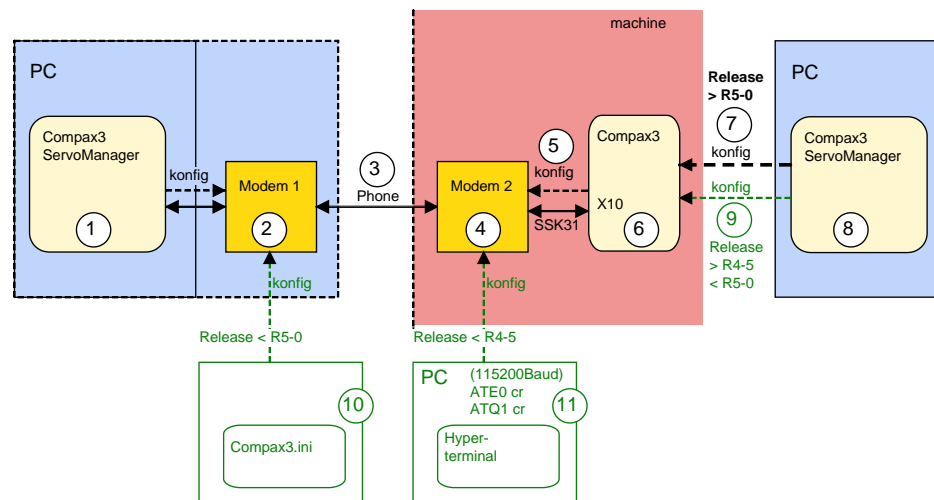 machine
PC
Compax3
ServoManager
konfig
1
Modem 1
2
3
Phone
Modem 2
4
5
konfig
SSK31
Compax3
X10
6
Release
> R5-0
7
konfig
konfig
9
Release
> R4-5
< R5-0
PC
Compax3
ServoManager
8
konfig
Release < R5-0
10
Compax3.ini
konfig
Release < R4-5
PC
(115200Baud)
ATE0 cr
ATQ1 cr
11
Hyper-
terminal